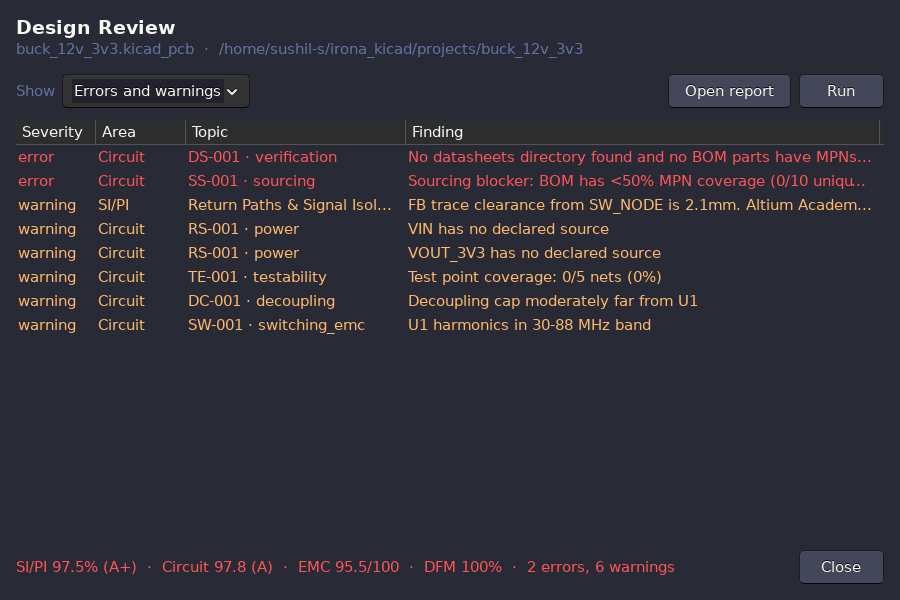 Design Review
buck_12v_3v3.kicad_pcb · /home/sushil-s/irona_kicad/projects/buck_12v_3v3
Show Errors and warnings Open report Run
Severity Area Topic Finding
error Circuit DS-001 · verification No datasheets directory found and no BOM parts have MPNs...
error Circuit SS-001 · sourcing Sourcing blocker: BOM has <50% MPN coverage (0/10 uniqu...
warning SI/PI Return Paths & Signal Isol... FB trace clearance from SW_NODE is 2.1mm. Altium Academ...
warning Circuit RS-001 · power VIN has no declared source
warning Circuit RS-001 · power VOUT_3V3 has no declared source
warning Circuit TE-001 · testability Test point coverage: 0/5 nets (0%)
warning Circuit DC-001 · decoupling Decoupling cap moderately far from U1
warning Circuit SW-001 · switching_emc U1 harmonics in 30-88 MHz band
SI/PI 97.5% (A+) · Circuit 97.8 (A) · EMC 95.5/100 · DFM 100% · 2 errors, 6 warnings Close